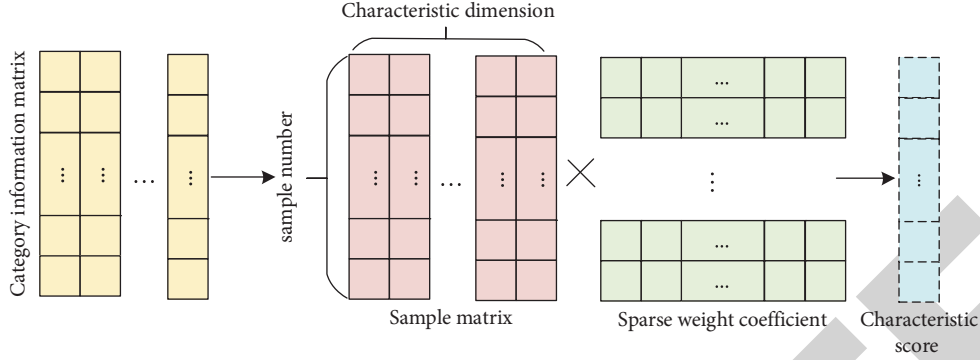 Characteristic dimension
Category information matrix
sample number
Sample matrix
Sparse weight coefficient
Characteristic
score